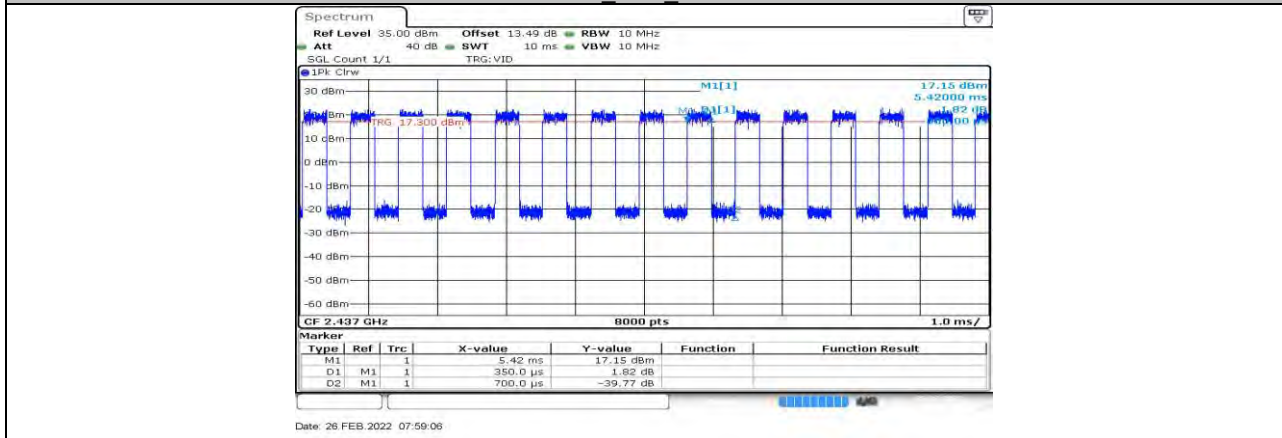 Spectrum
Ref Level 35.00 dBm Offset 13.49 dB RBW 10 MHz
Att 40 dB SWT 10 ms VBW 10 MHz
SGL Count 1/1 TRG: VID
1Pk Clrw
M1[1] 17.15 dBm
30 dBm
5.42000 ms
D1[1] 1.82 dB
TRG 17.300 dBm
10 dBm
0 dBm
-10 dBm
-20
-30 dBm
-40 dBm
-50 dBm
-60 dBm
CF 2.437 GHz 8000 pts 1.0 ms/
Marker
Type Ref Trc X-value Y-value Function Function Result
M1 1 5.42 ms 17.15 dBm
D1 M1 1 350.0 µs 1.82 dB
D2 M1 1 700.0 µs -39.77 dB
Date: 26.FEB.2022 07:59:06